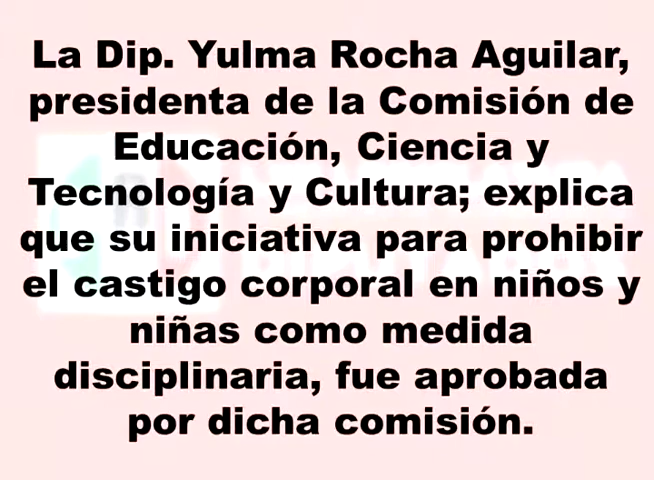 La Dip. Yulma Rocha Aguilar,
presidenta de la Comisión de
Educación, Ciencia y
Tecnología y Cultura; explica
que su iniciativa para prohibir
el castigo corporal en niños y
niñas como medida
disciplinaria, fue aprobada
por dicha comisión.